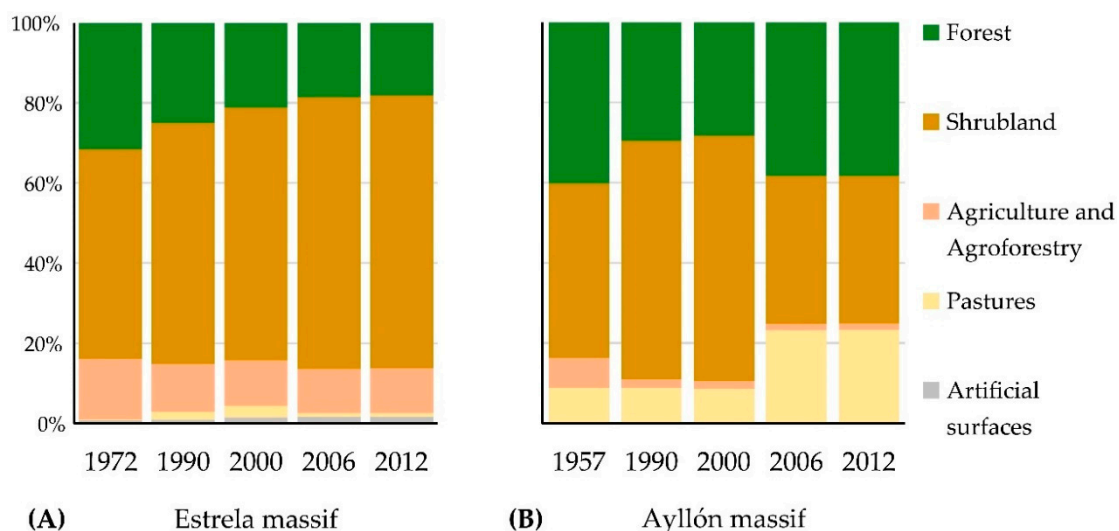 100%
80%
60%
40%
20%
0%
1972 1990 2000 2006 2012
(A) Estrela massif
1957 1990 2000 2006 2012
(B) Ayllón massif
Forest
Shrubland
Agriculture and
Agroforestry
Pastures
Artificial
surfaces